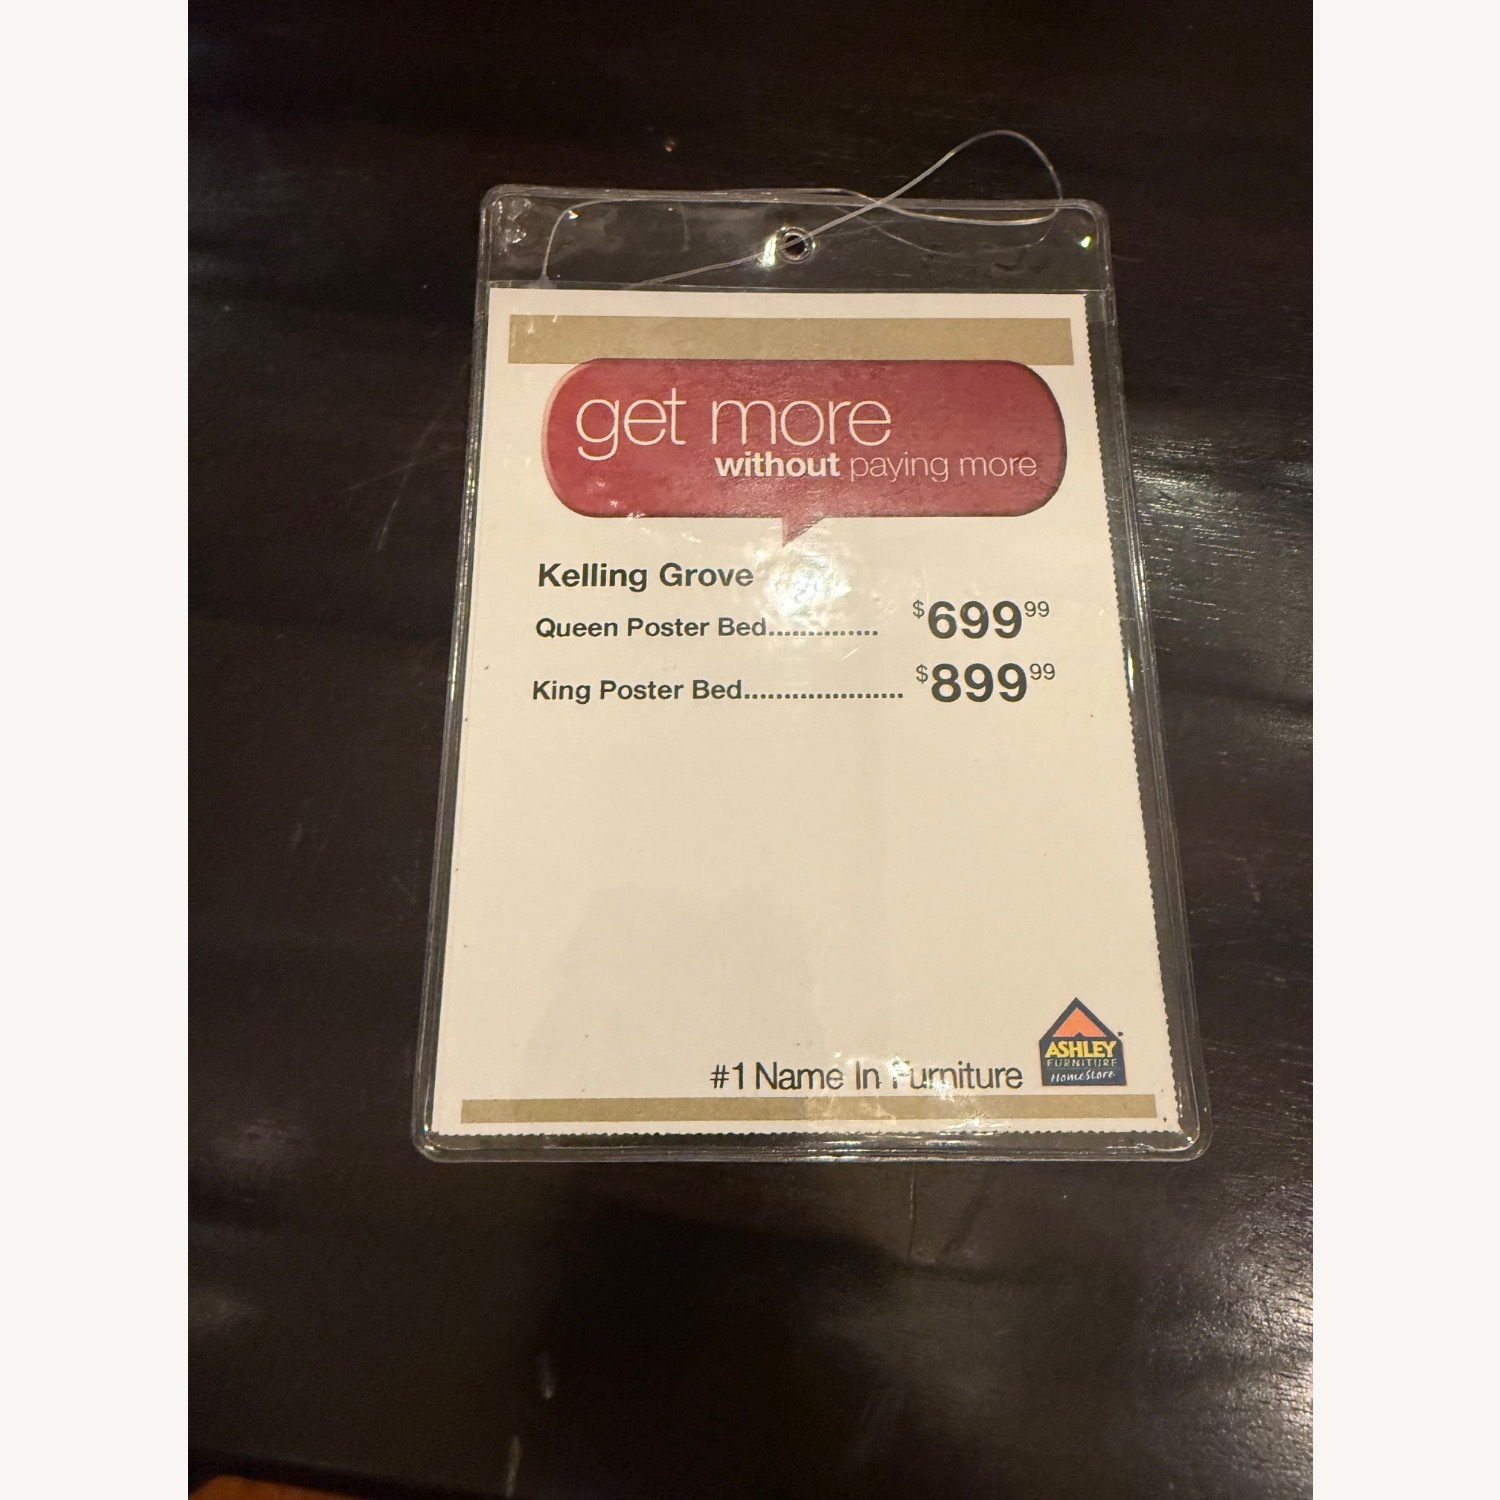 get more
without paying more
Kelling Grove
Queen Poster Bed.............. $699 99
King Poster Bed.................... $899 99
#1 Name In Furniture
ASHLEY
FURNITURE
HomeStore